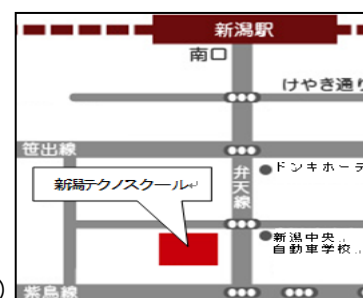 新潟駅
南口
けやき通り
笹出線
ドンキホーテ
弁天線
新潟テクノスクール↵
新潟中央
自動車学校
紫鳥線
)